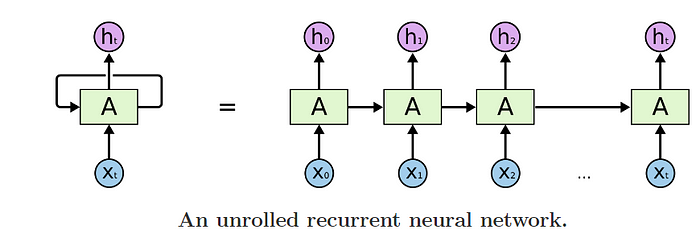 hₜ h₀ h₁ h₂ hₜ
A = A A A A
xₜ x₀ x₁ x₂ ... xₜ
An unrolled recurrent neural network.